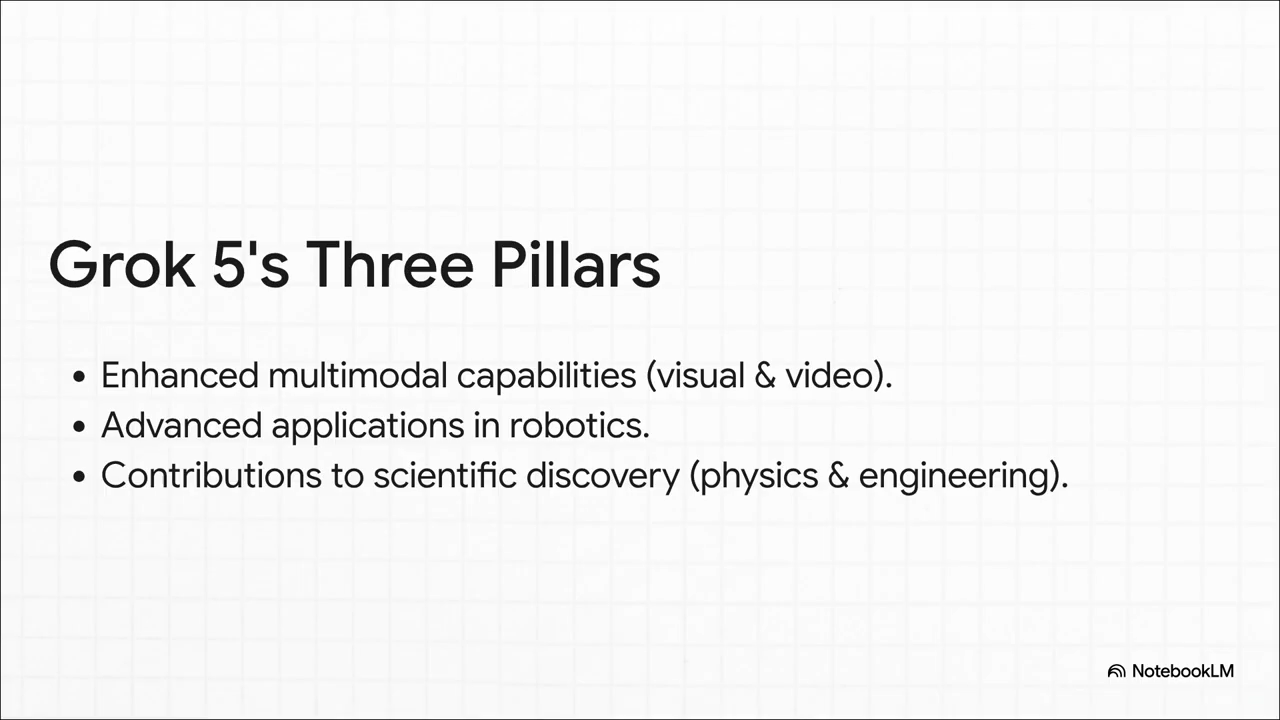 Grok 5's Three Pillars
• Enhanced multimodal capabilities (visual & video).
• Advanced applications in robotics.
• Contributions to scientific discovery (physics & engineering).
NotebookLM